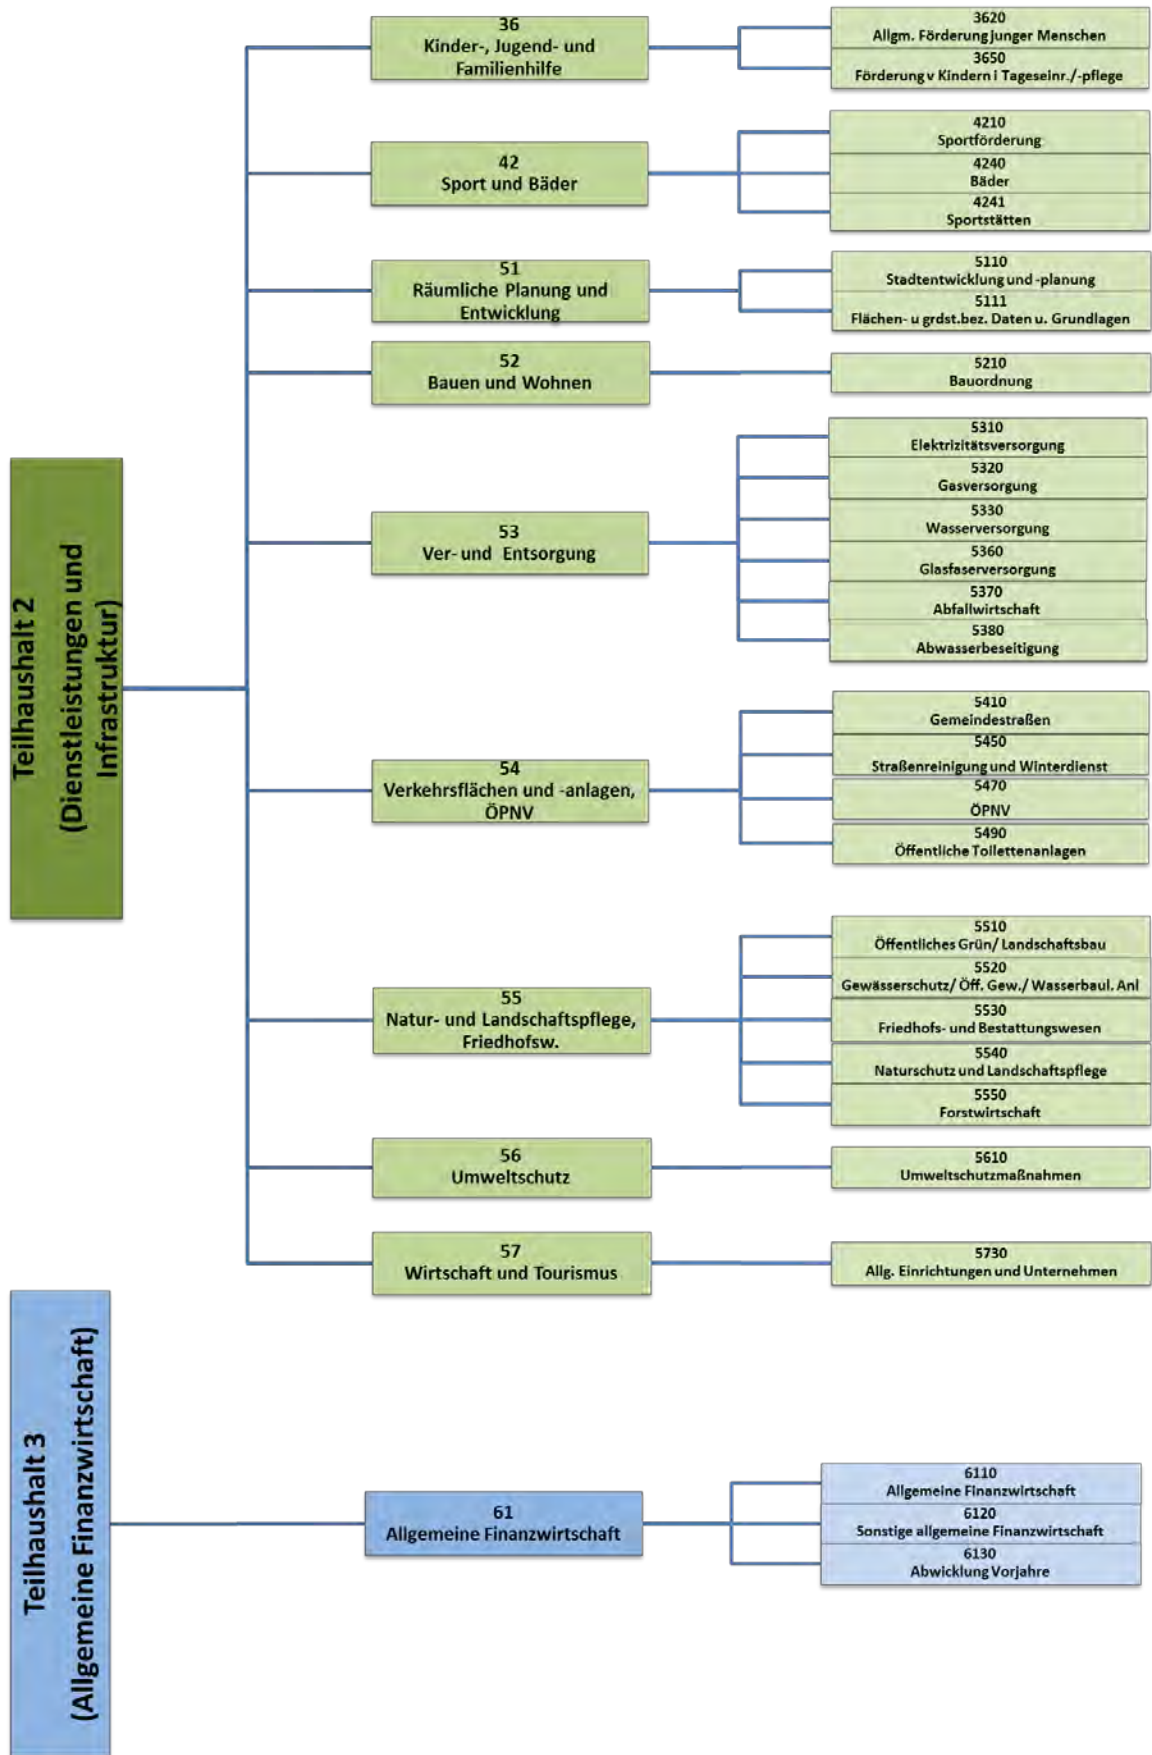 Teilhaushalt 2
(Dienstleistungen und
Infrastruktur)
36
Kinder-, Jugend- und
Familienhilfe
3620
Allgm. Förderung junger Menschen
3650
Förderung v Kindern i Tageseinr./-pflege
42
Sport und Bäder
4210
Sportförderung
4240
Bäder
4241
Sportstätten
51
Räumliche Planung und
Entwicklung
5110
Stadtentwicklung und -planung
5111
Flächen- u grdst.bez. Daten u. Grundlagen
52
Bauen und Wohnen
5210
Bauordnung
53
Ver- und Entsorgung
5310
Elektrizitätsversorgung
5320
Gasversorgung
5330
Wasserversorgung
5360
Glasfaserversorgung
5370
Abfallwirtschaft
5380
Abwasserbeseitigung
54
Verkehrsflächen und -anlagen,
ÖPNV
5410
Gemeindestraßen
5450
Straßenreinigung und Winterdienst
5470
ÖPNV
5490
Öffentliche Toilettenanlagen
55
Natur- und Landschaftspflege,
Friedhofsw.
5510
Öffentliches Grün/ Landschaftsbau
5520
Gewässerschutz/ Öff. Gew./ Wasserbaul. Anl
5530
Friedhofs- und Bestattungswesen
5540
Naturschutz und Landschaftspflege
5550
Forstwirtschaft
56
Umweltschutz
5610
Umweltschutzmaßnahmen
57
Wirtschaft und Tourismus
5730
Allg. Einrichtungen und Unternehmen
Teilhaushalt 3
(Allgemeine Finanzwirtschaft)
61
Allgemeine Finanzwirtschaft
6110
Allgemeine Finanzwirtschaft
6120
Sonstige allgemeine Finanzwirtschaft
6130
Abwicklung Vorjahre